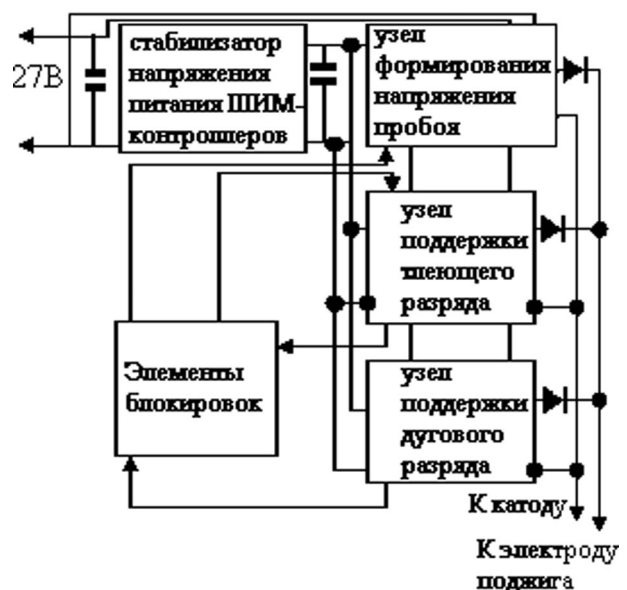 27В
стабилизатор
напряжения
питания ШИМ-
контроллеров
узел
формирования
напряжения
пробоя
узел
поддержки
тлеющего
разряда
Элементы
блокировок
узел
поддержки
дугового
разряда
К катоду
К электроду
поджига